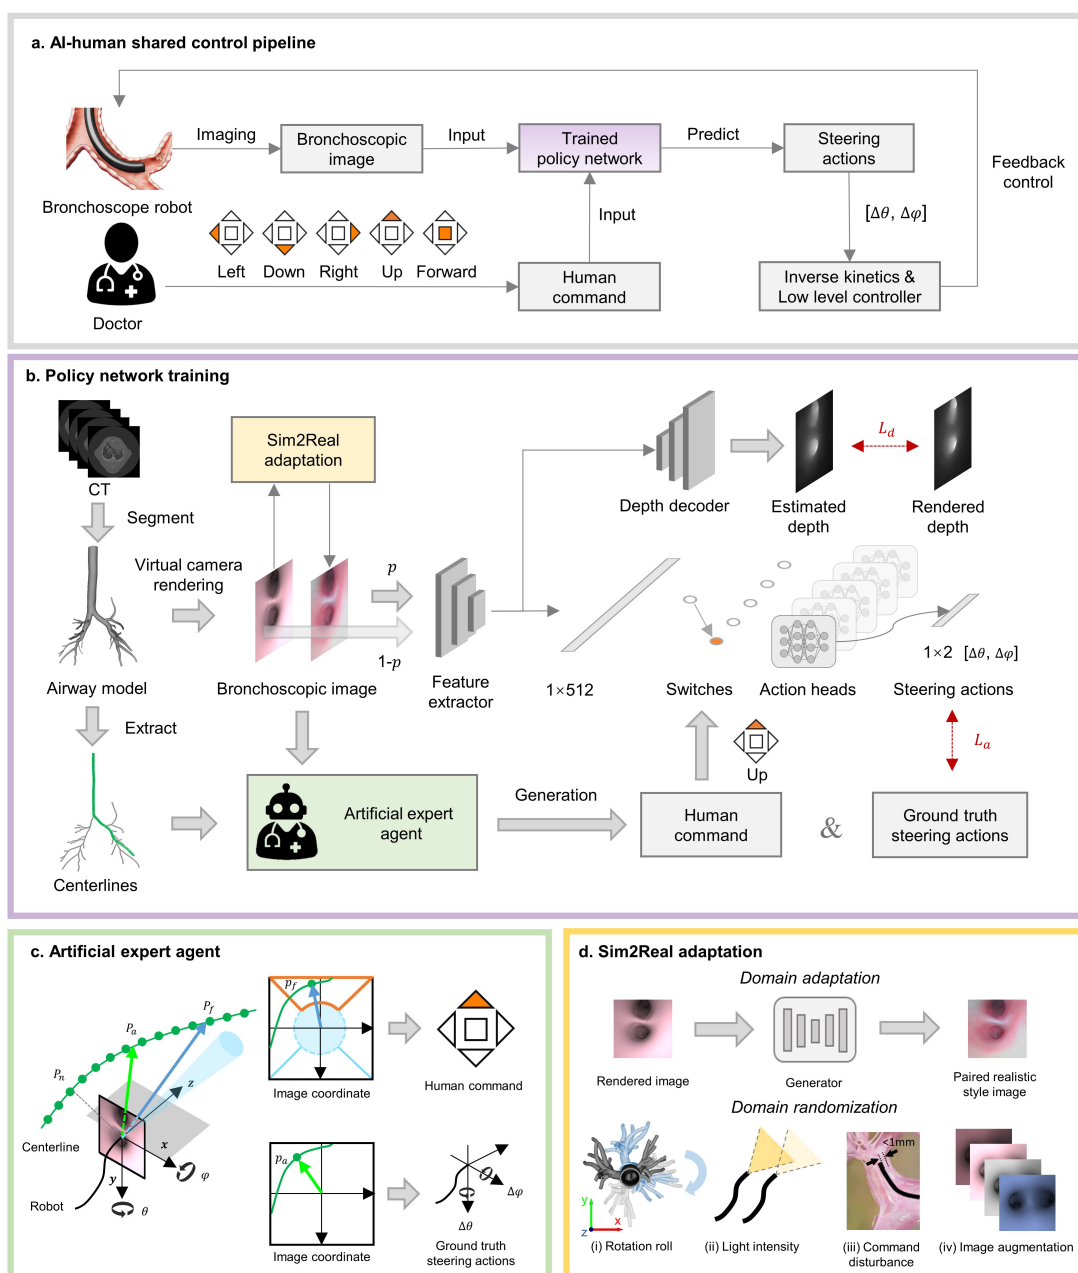 a. AI-human shared control pipeline
Imaging
Bronchoscopic
image
Input
Trained
policy network
Predict
Steering
actions
Feedback
control
Bronchoscope robot
Input
[Δθ, Δφ]
Left
Down
Right
Up
Forward
Human
command
Inverse kinetics &
Low level controller
Doctor
b. Policy network training
CT
Segment
Sim2Real
adaptation
Depth decoder
Estimated
depth
L_d
Rendered
depth
Virtual camera
rendering
p
1-p
Airway model
Bronchoscopic image
Feature
extractor
1×512
Switches
Action heads
1×2 [Δθ, Δφ]
Steering actions
Extract
Up
L_a
Artificial expert
agent
Generation
Human
command
&
Ground truth
steering actions
Centerlines
c. Artificial expert agent
P_n
P_a
P_f
z
x
y
φ
θ
Centerline
Robot
p_f
Image coordinate
Human command
p_a
Image coordinate
Δφ
Δθ
Ground truth
steering actions
d. Sim2Real adaptation
Domain adaptation
Rendered image
Generator
Paired realistic
style image
Domain randomization
y
z
x
<1mm
(i) Rotation roll
(ii) Light intensity
(iii) Command
disturbance
(iv) Image augmentation